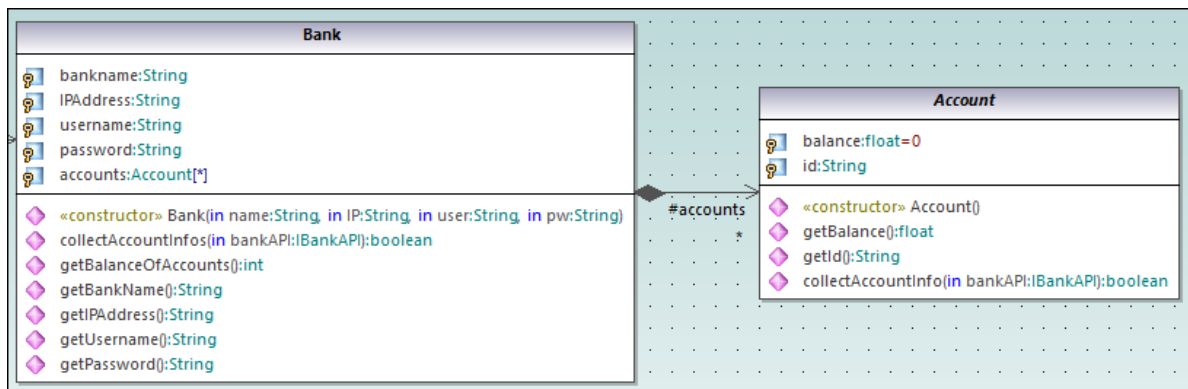 Bank
bankname:String
IPAddress:String
username:String
password:String
accounts:Account[*]
«constructor» Bank(in name:String, in IP:String, in user:String, in pw:String)
collectAccountInfos(in bankAPI:IBankAPI):boolean
getBalanceOfAccounts():int
getBankName():String
getIPAddress():String
getUsername():String
getPassword():String
#accounts
*
Account
balance:float=0
id:String
«constructor» Account()
getBalance():float
getId():String
collectAccountInfo(in bankAPI:IBankAPI):boolean